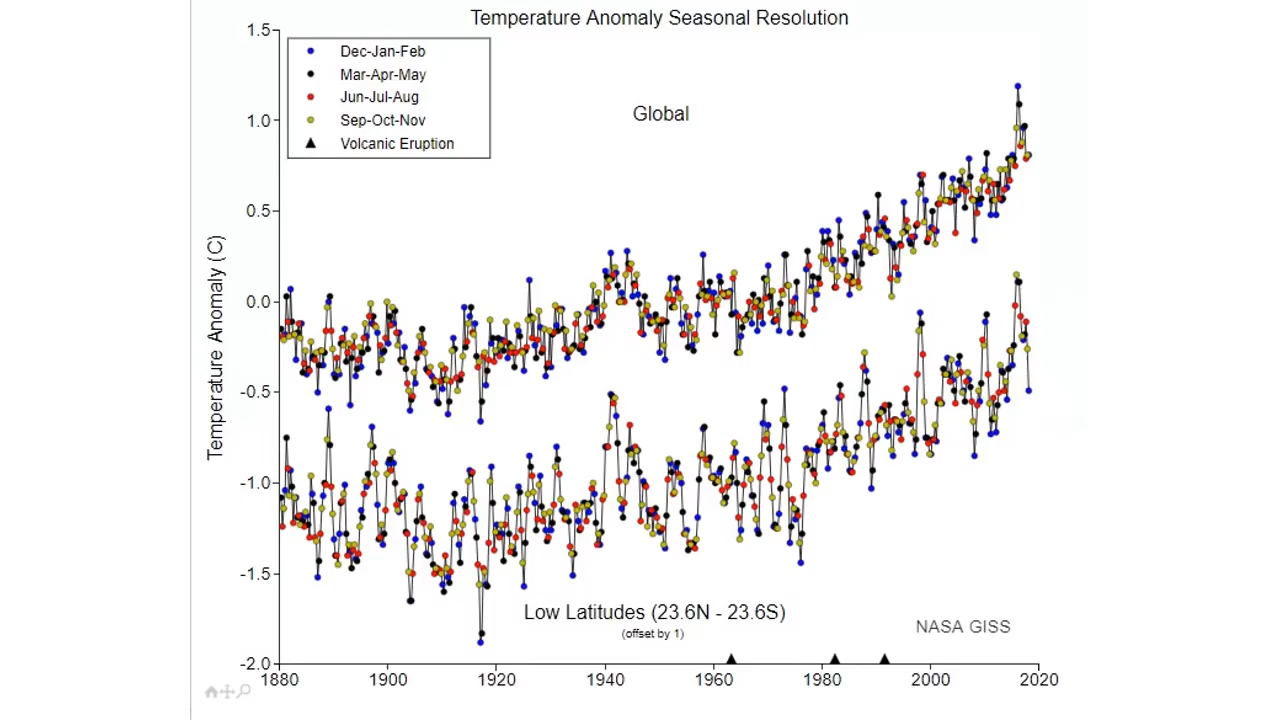 Temperature Anomaly Seasonal Resolution
1.5
Dec-Jan-Feb
Mar-Apr-May
Jun-Jul-Aug
Sep-Oct-Nov
Volcanic Eruption
Global
1.0
0.5
0.0
-0.5
-1.0
-1.5
-2.0
Temperature Anomaly (C)
Low Latitudes (23.6N - 23.6S)
(offset by 1)
NASA GISS
1880 1900 1920 1940 1960 1980 2000 2020